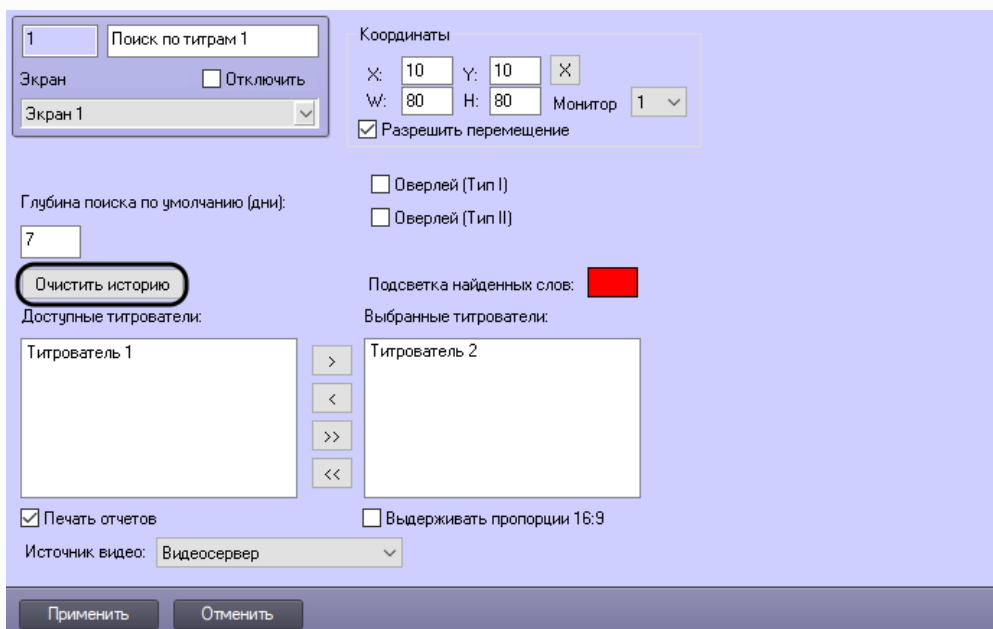 1 Поиск по титрам 1
Экран Отключить
Экран 1
Координаты
X: 10 Y: 10 X
W: 80 H: 80 Монитор 1
Разрешить перемещение
Оверлей (Тип I)
Оверлей (Тип II)
Глубина поиска по умолчанию (дни):
7
Очистить историю
Подсветка найденных слов:
Доступные титрователи:
Выбранные титрователи:
Титрователь 1
>
<
>>
<<
Титрователь 2
Печать отчетов
Выдерживать пропорции 16:9
Источник видео: Видеосервер
Применить Отменить